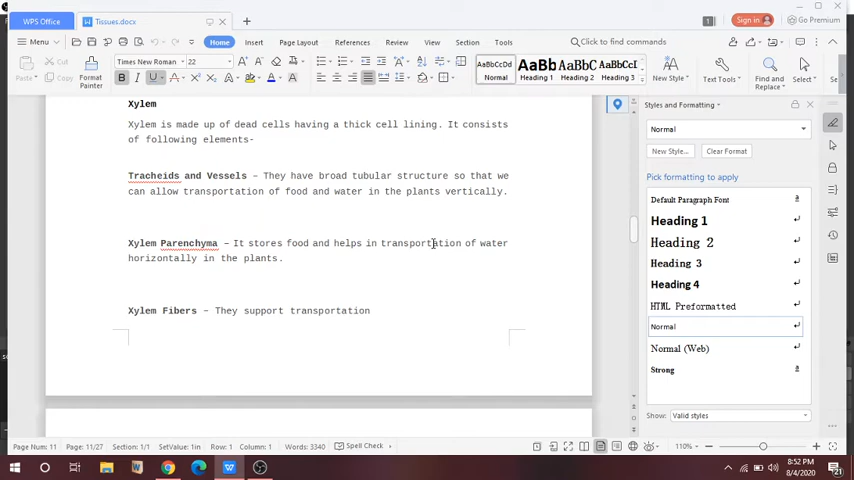 WPS Office
Tissues.docx
1
Sign in
Go Premium
Menu
Home
Insert
Page Layout
References
Review
View
Section
Tools
Click to find commands
Paste
Cut
Copy
Format
Painter
Times New Roman
22
B I U
AaBbCcDd
Normal
AaBb
Heading 1
AaBbC
Heading 2
AaBbC
Heading 3
New Style
Text Tools
Find and
Replace
Select
Xylem
Xylem is made up of dead cells having a thick cell lining. It consists
of following elements-
Tracheids and Vessels – They have broad tubular structure so that we
can allow transportation of food and water in the plants vertically.
Xylem Parenchyma – It stores food and helps in transportation of water
horizontally in the plants.
Xylem Fibers – They support transportation
Styles and Formatting
Normal
New Style...
Clear Format
Pick formatting to apply
Default Paragraph Font
Heading 1
Heading 2
Heading 3
Heading 4
HTML Preformatted
Normal
Normal (Web)
Strong
Show:
Valid styles
Page Num: 11
Page: 11/27
Section: 1/1
SetValue: 1in
Row: 1
Column: 1
Words: 3340
Spell Check
110%
8:52 PM
8/4/2020
21